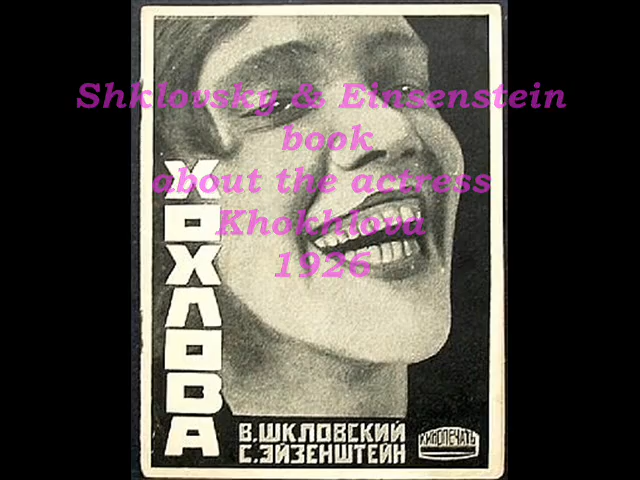 Shklovsky & Einsenstein
book
about the actress
Khokhlova
1926
ХОХЛОВА
В.ШКЛОВСКИЙ
С.ЭЙЗЕНШТЕЙН
КИНОПЕЧАТЬ